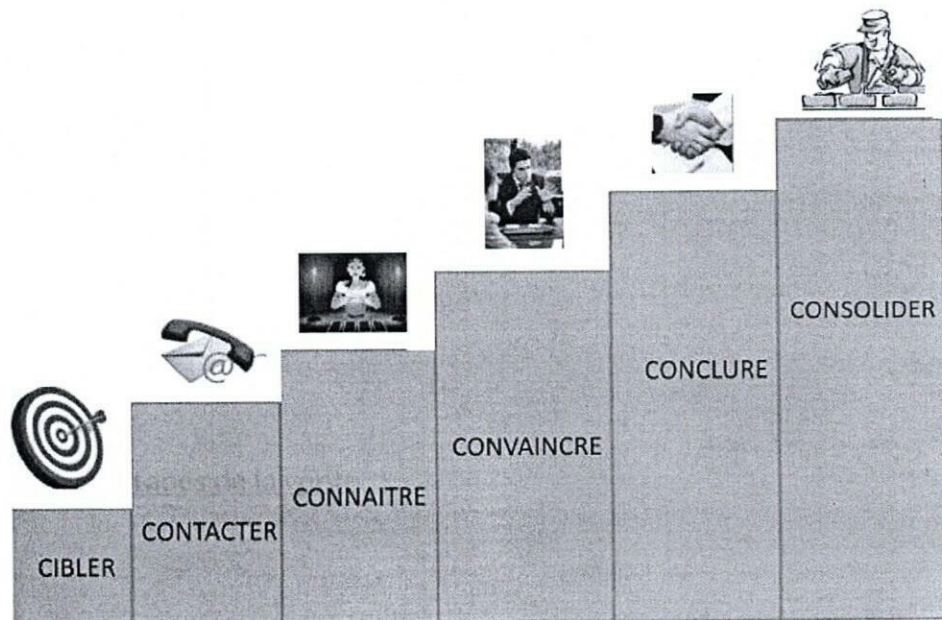 CIBLER
CONTACTER
CONNAITRE
CONVAINCRE
CONCLURE
CONSOLIDER
@